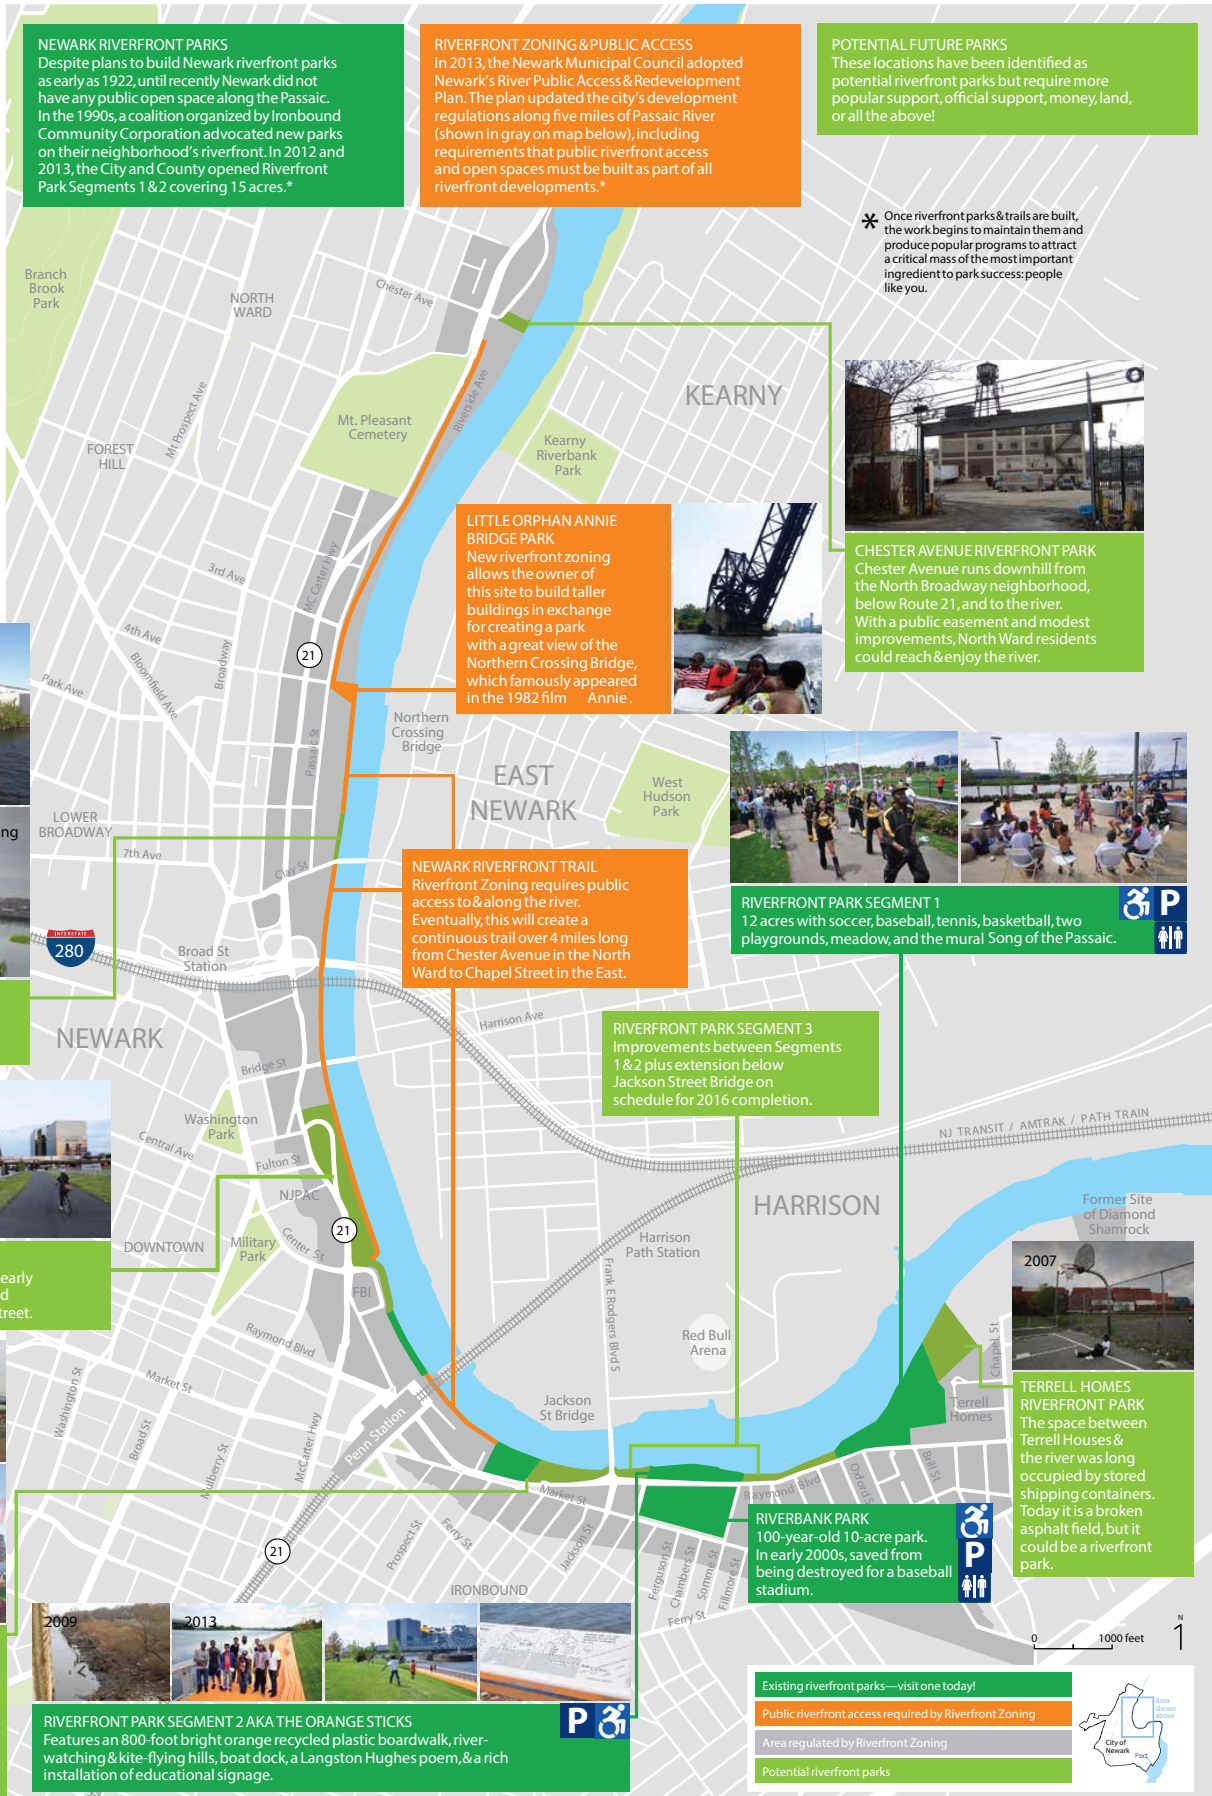 NEWARK RIVERFRONT PARKS
Despite plans to build Newark riverfront parks
as early as 1922, until recently Newark did not
have any public open space along the Passaic.
In the 1990s, a coalition organized by Ironbound
Community Corporation advocated new parks
on their neighborhood's riverfront. In 2012 and
2013, the City and County opened Riverfront
Park Segments 1 & 2 covering 15 acres.*
RIVERFRONT ZONING & PUBLIC ACCESS
In 2013, the Newark Municipal Council adopted
Newark's River Public Access & Redevelopment
Plan. The plan updated the city's development
regulations along five miles of Passaic River
(shown in gray on map below), including
requirements that public riverfront access
and open spaces must be built as part of all
riverfront developments.*
POTENTIAL FUTURE PARKS
These locations have been identified as
potential riverfront parks but require more
popular support, official support, money, land,
or all the above!
* Once riverfront parks & trails are built,
the work begins to maintain them and
produce popular programs to attract
a critical mass of the most important
ingredient to park success: people
like you.
Branch
Brook
Park
NORTH
WARD
Chester Ave
KEARNY
Mt. Pleasant
Cemetery
Riverside Ave
Mt Prospect Ave
FOREST
HILL
Kearny
Riverbank
Park
LITTLE ORPHAN ANNIE
BRIDGE PARK
New riverfront zoning
allows the owner of
this site to build taller
buildings in exchange
for creating a park
with a great view of the
Northern Crossing Bridge,
which famously appeared
in the 1982 film Annie.
CHESTER AVENUE RIVERFRONT PARK
Chester Avenue runs downhill from
the North Broadway neighborhood,
below Route 21, and to the river.
With a public easement and modest
improvements, North Ward residents
could reach & enjoy the river.
3rd Ave
MC Carter Hwy
4th Ave
Bloomfield Ave
Broadway
21
Park Ave
Passaic St
Northern
Crossing
Bridge
EAST
NEWARK
West
Hudson
Park
ng
LOWER
BROADWAY
7th Ave
Clay St
NEWARK RIVERFRONT TRAIL
Riverfront Zoning requires public
access to & along the river.
Eventually, this will create a
continuous trail over 4 miles long
from Chester Avenue in the North
Ward to Chapel Street in the East.
RIVERFRONT PARK SEGMENT 1
12 acres with soccer, baseball, tennis, basketball, two
playgrounds, meadow, and the mural Song of the Passaic.
P
INTERSTATE
280
Broad St
Station
NEWARK
Harrison Ave
Bridge St
RIVERFRONT PARK SEGMENT 3
Improvements between Segments
1 & 2 plus extension below
Jackson Street Bridge on
schedule for 2016 completion.
NJ TRANSIT / AMTRAK / PATH TRAIN
Washington
Park
Central Ave
Fulton St
NJPAC
HARRISON
Former Site
of Diamond
Shamrock
21
DOWNTOWN
Military
Park
Center St
Harrison
Path Station
2007
early
d
treet.
FBI
Frank E Rodgers Blvd S
Raymond Blvd
Red Bull
Arena
Chapel St
Market St
Washington St
Broad St
Mulberry St
McCarter Hwy
Penn Station
Jackson
St Bridge
Terrell
Homes
TERRELL HOMES
RIVERFRONT PARK
The space between
Terrell Houses &
the river was long
occupied by stored
shipping containers.
Today it is a broken
asphalt field, but it
could be a riverfront
park.
Market St
Raymond Blvd
Oxford S
Brill St
RIVERBANK PARK
100-year-old 10-acre park.
In early 2000s, saved from
being destroyed for a baseball
stadium.
P
21
Prospect St
Ferry St
Jackson St
IRONBOUND
Ferguson St
Chambers St
Somme St
Fillmore St
Ferry St
2009
2013
RIVERFRONT PARK SEGMENT 2 AKA THE ORANGE STICKS
Features an 800-foot bright orange recycled plastic boardwalk, river-
watching & kite-flying hills, boat dock, a Langston Hughes poem, & a rich
installation of educational signage.
P
0 1000 feet
N
1
Existing riverfront parks—visit one today!
Public riverfront access required by Riverfront Zoning
Area regulated by Riverfront Zoning
Potential riverfront parks
Area
shown
above
City of
Newark
Port